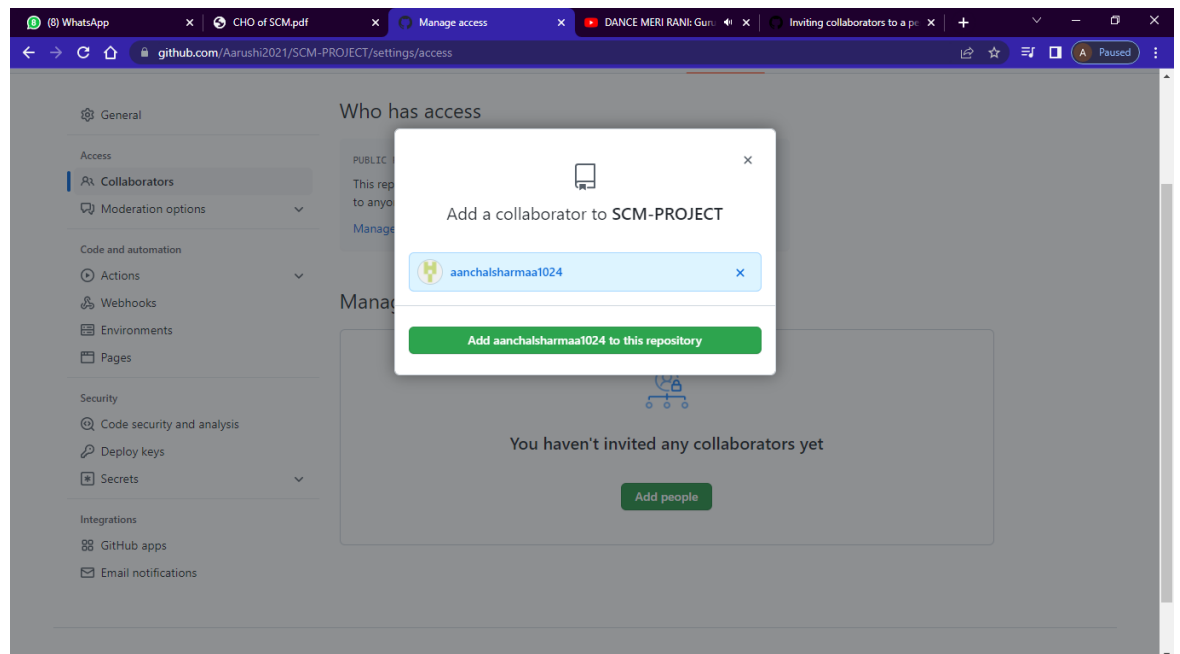 (8) WhatsApp
CHO of SCM.pdf
Manage access
DANCE MERI RANI: Guru
Inviting collaborators to a pe
github.com/Aarushi2021/SCM-PROJECT/settings/access
A Paused
General
Access
Collaborators
Moderation options
Code and automation
Actions
Webhooks
Environments
Pages
Security
Code security and analysis
Deploy keys
Secrets
Integrations
GitHub apps
Email notifications
Who has access
PUBLIC
This rep
to anyo
Manage
Add a collaborator to SCM-PROJECT
aanchalsharmaa1024
Add aanchalsharmaa1024 to this repository
Manag
You haven't invited any collaborators yet
Add people